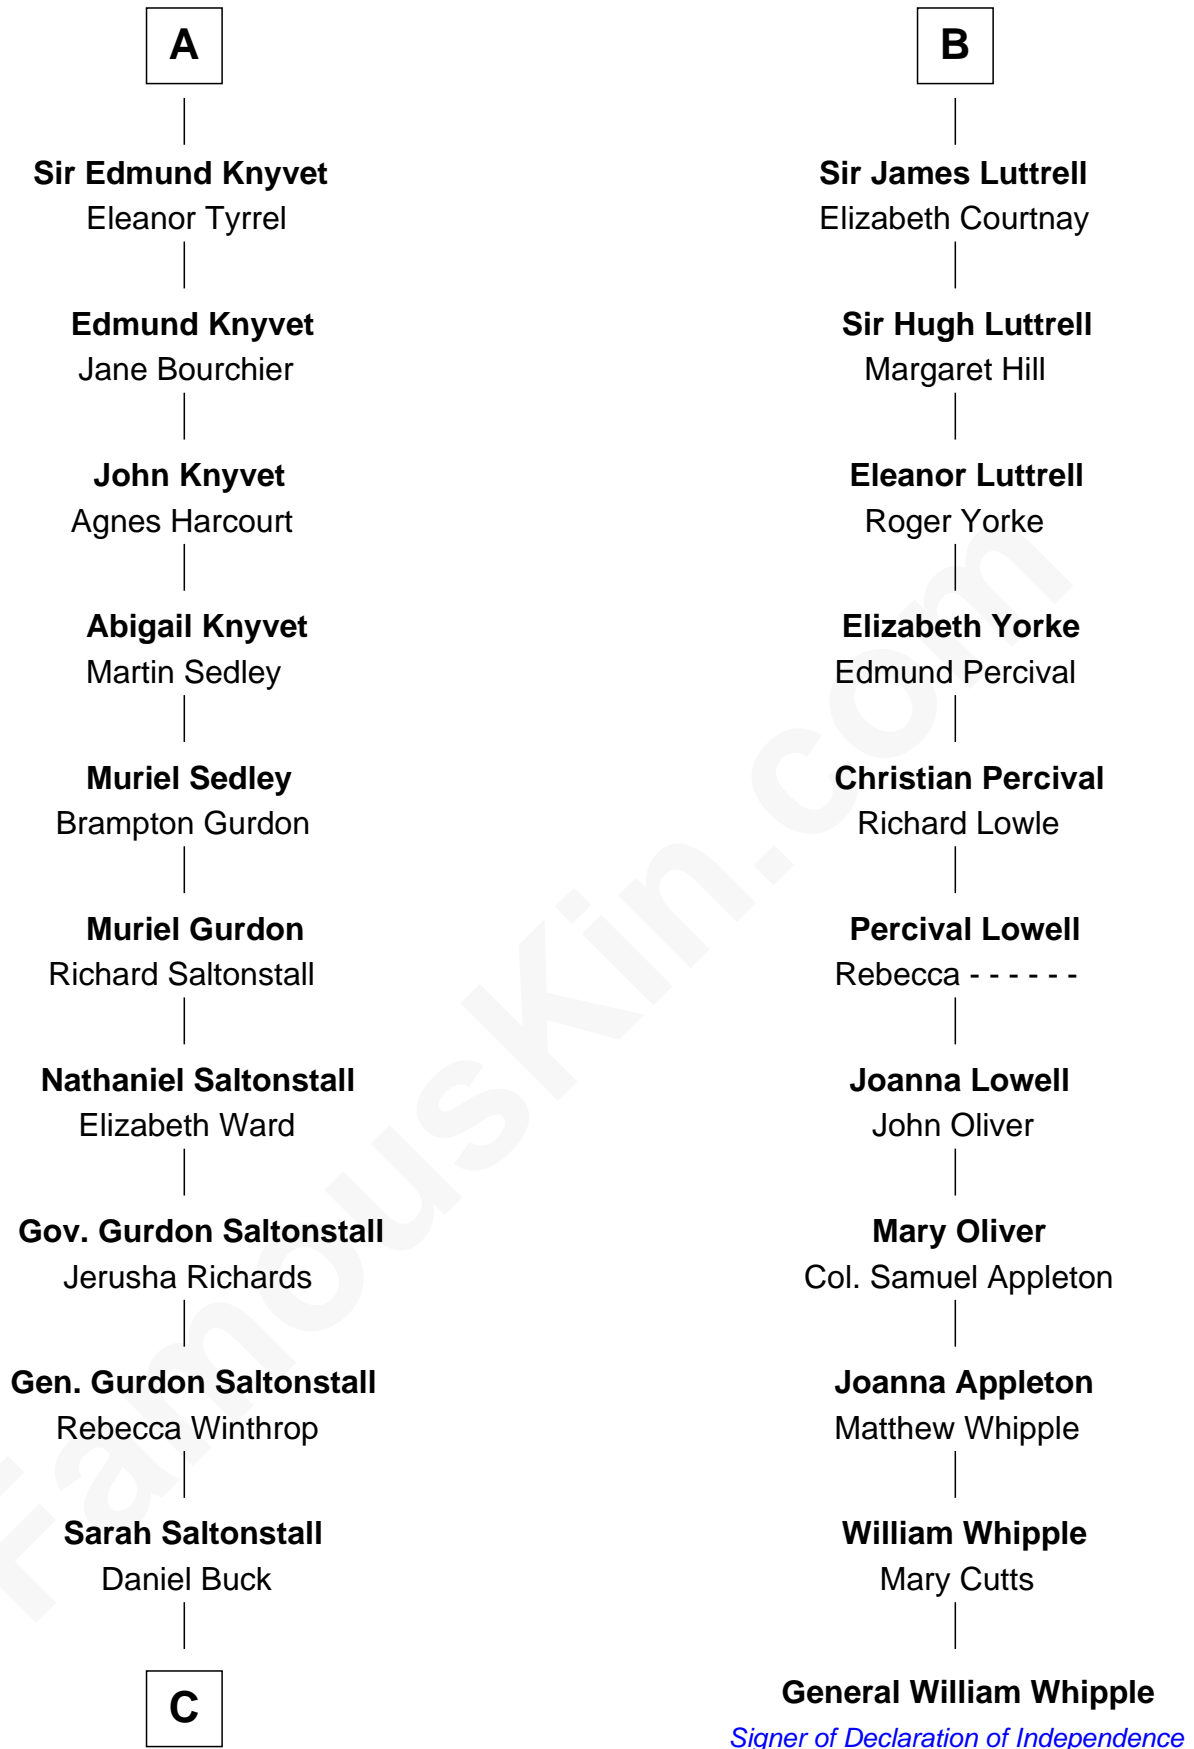 A
Sir Edmund Knyvet
Eleanor Tyrrel
Edmund Knyvet
Jane Bourchier
John Knyvet
Agnes Harcourt
Abigail Knyvet
Martin Sedley
Muriel Sedley
Brampton Gurdon
Muriel Gurdon
Richard Saltonstall
Nathaniel Saltonstall
Elizabeth Ward
Gov. Gurdon Saltonstall
Jerusha Richards
Gen. Gurdon Saltonstall
Rebecca Winthrop
Sarah Saltonstall
Daniel Buck
C
B
Sir James Luttrell
Elizabeth Courtnay
Sir Hugh Luttrell
Margaret Hill
Eleanor Luttrell
Roger Yorke
Elizabeth Yorke
Edmund Percival
Christian Percival
Richard Lowle
Percival Lowell
Rebecca - - - - - -
Joanna Lowell
John Oliver
Mary Oliver
Col. Samuel Appleton
Joanna Appleton
Matthew Whipple
William Whipple
Mary Cutts
General William Whipple
Signer of Declaration of Independence
FamousKin.com